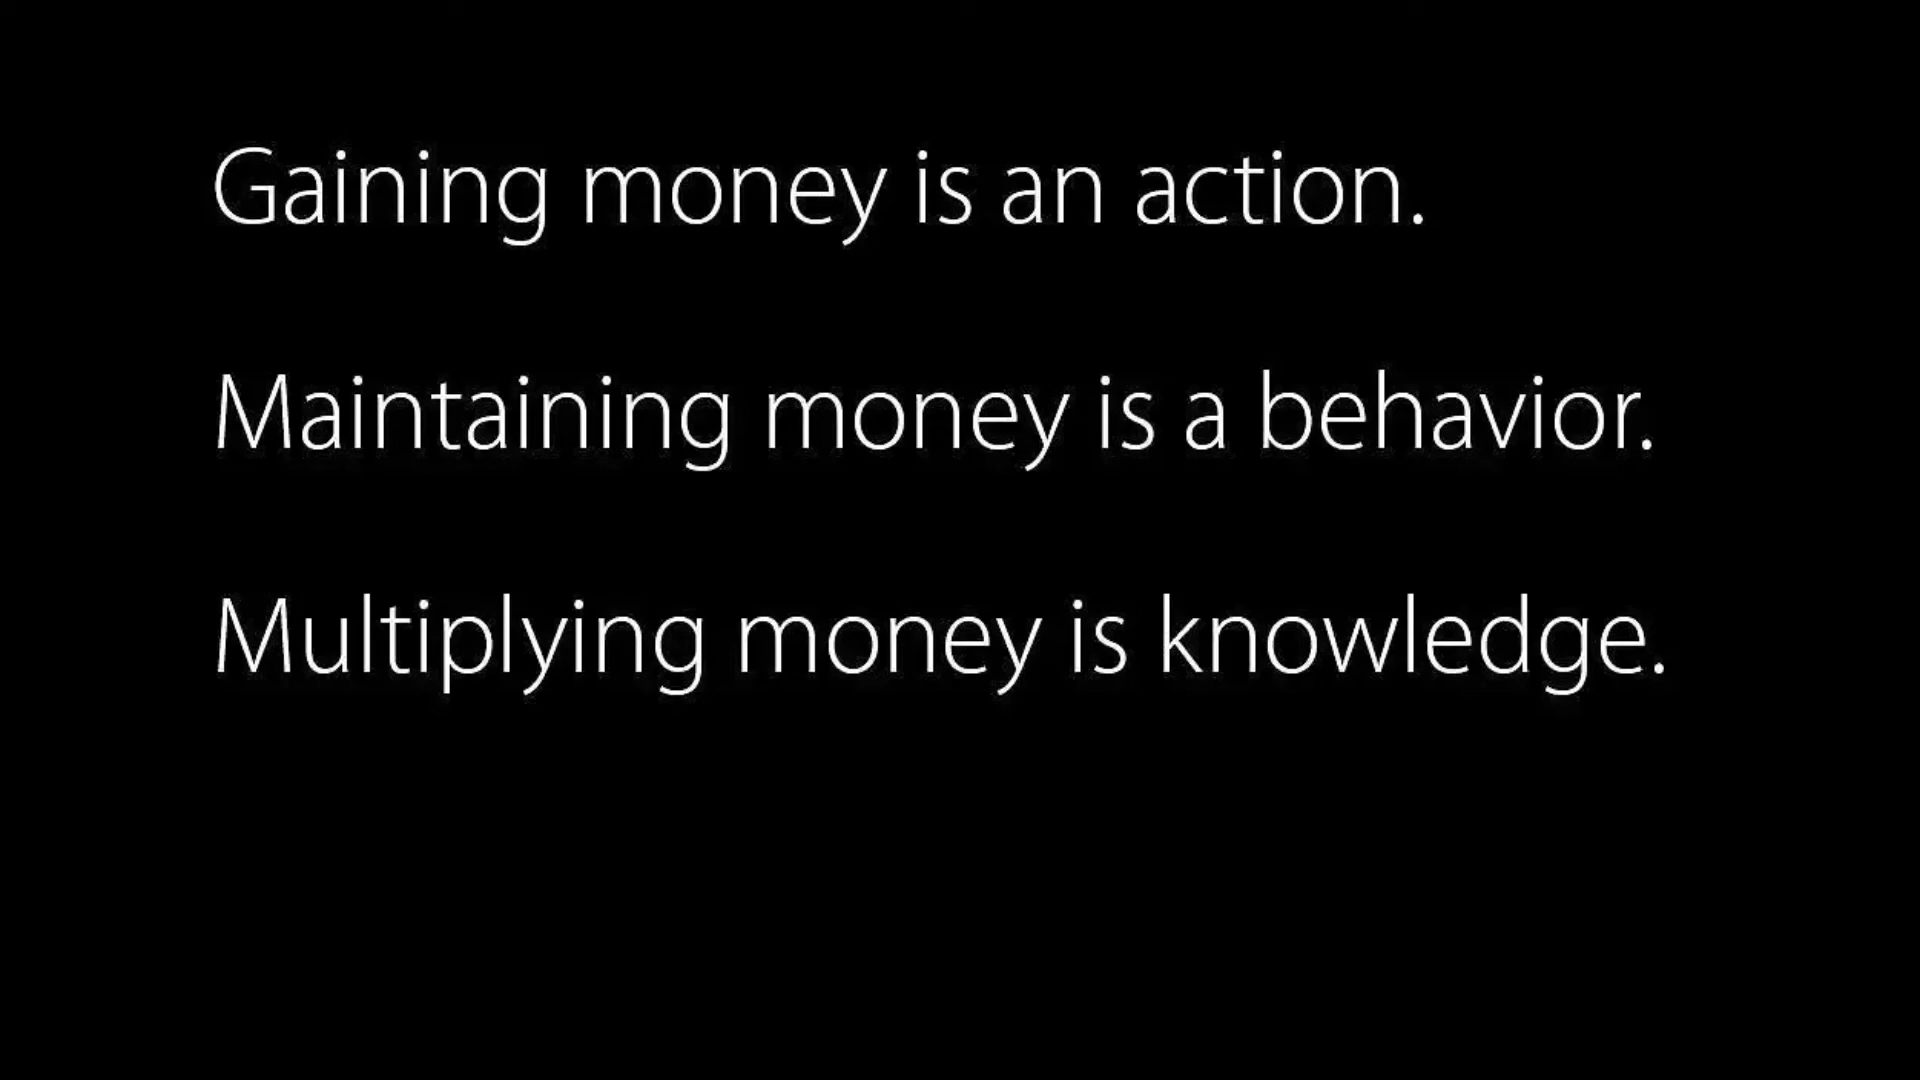 Gaining money is an action.
Maintaining money is a behavior.
Multiplying money is knowledge.